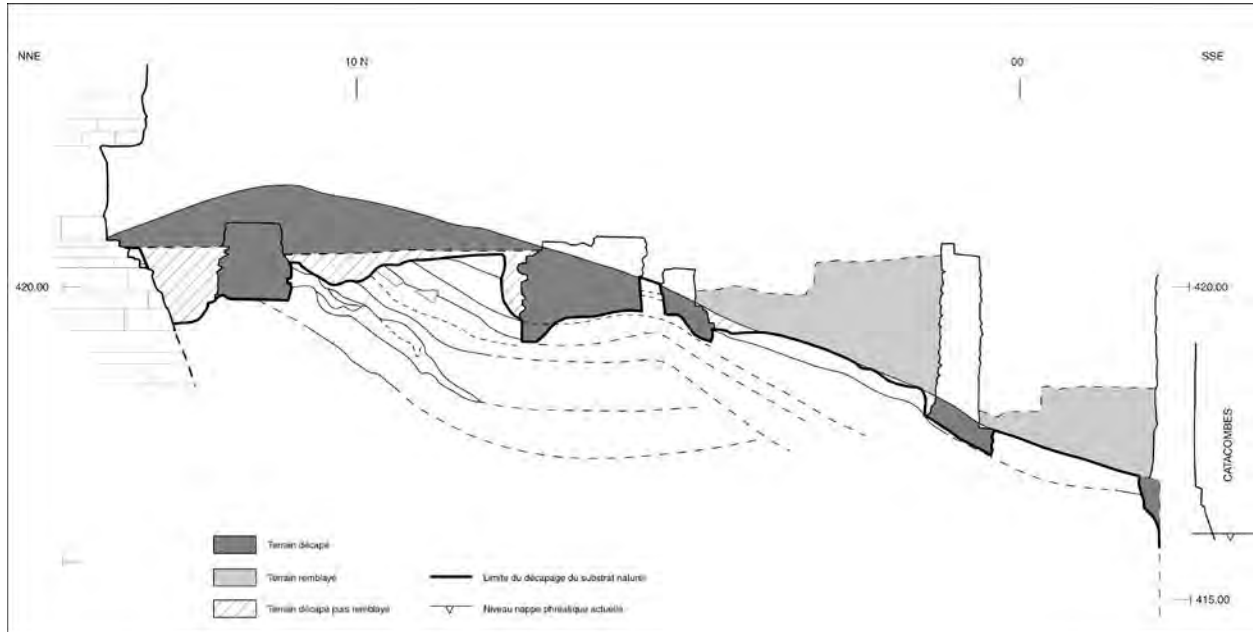 NNE
10 N
00
SSE
420.00
420.00
CATACOMBES
Terrain décapé
Terrain remblayé
Limite du décapage du substrat naturel
Terrain décapé puis remblayé
Niveau nappe phréatique actuelle
415.00